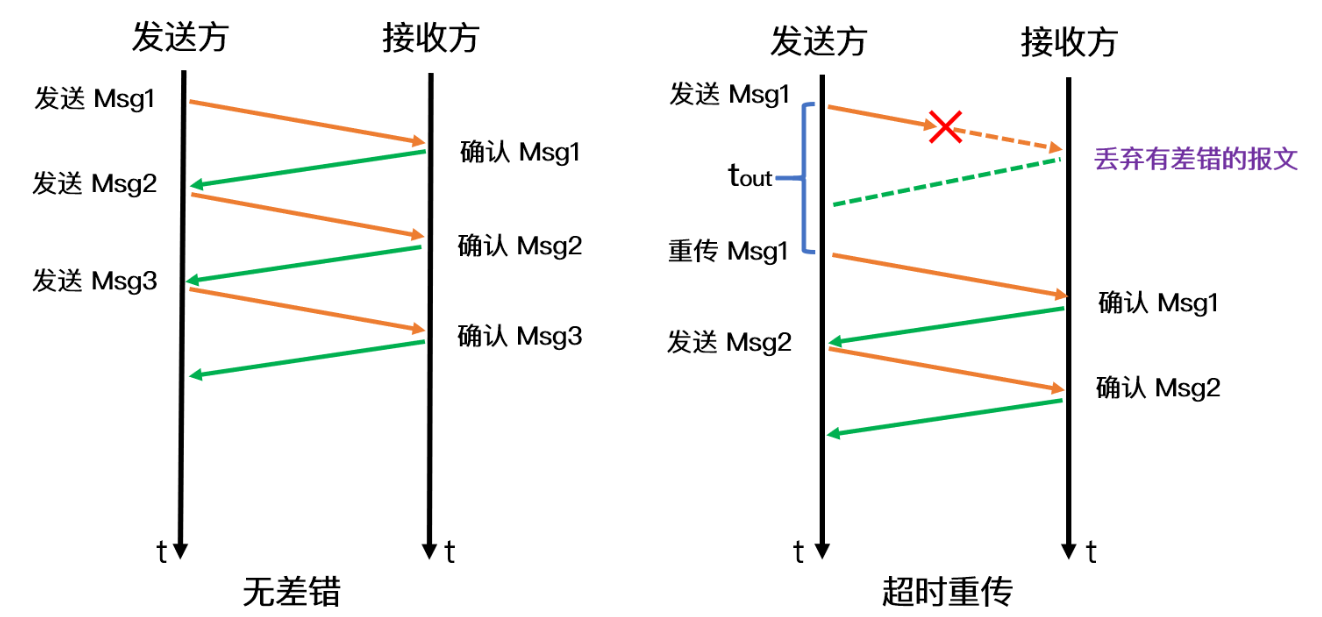 发送方
接收方
发送 Msg1
确认 Msg1
发送 Msg2
确认 Msg2
发送 Msg3
确认 Msg3
t
t
无差错
发送方
接收方
发送 Msg1
丢弃有差错的报文
tout
重传 Msg1
确认 Msg1
发送 Msg2
确认 Msg2
t
t
超时重传